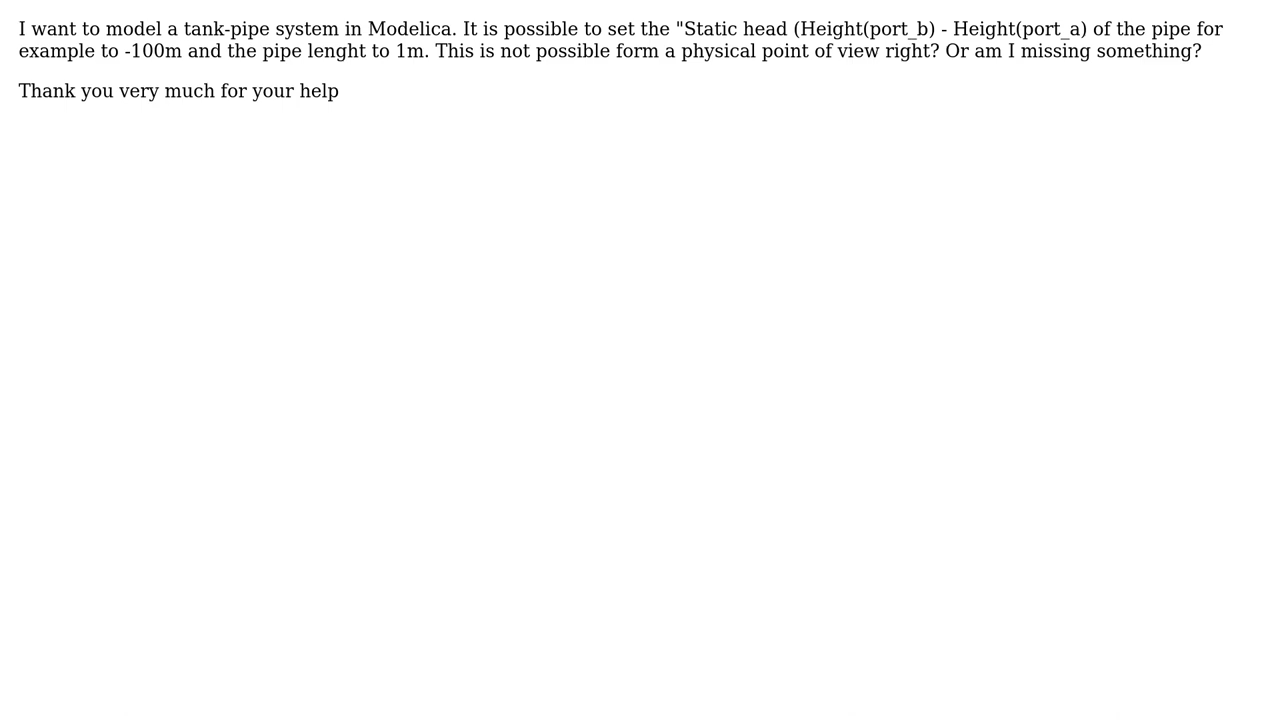 I want to model a tank-pipe system in Modelica. It is possible to set the "Static head (Height(port_b) - Height(port_a) of the pipe for
example to -100m and the pipe lenght to 1m. This is not possible form a physical point of view right? Or am I missing something?
Thank you very much for your help